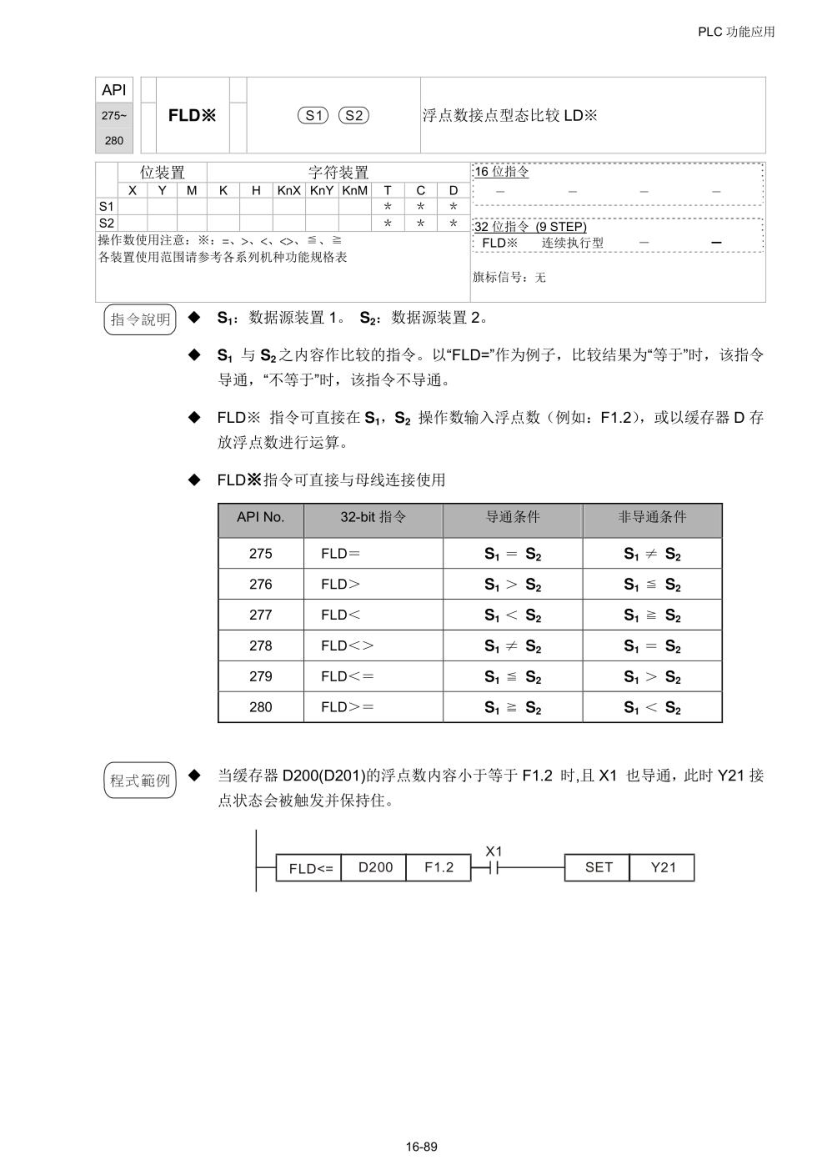 PLC 功能应用
API
275~
280
FLD※
S1 S2
浮点数接点型态比较 LD※
位装置 字符装置
X Y M K H KnX KnY KnM T C D
S1 * * *
S2 * * *
操作数使用注意：※：=、>、<、<>、≦、≧
各装置使用范围请参考各系列机种功能规格表
16 位指令
－ － － －
32 位指令 (9 STEP)
FLD※ 连续执行型 － －
旗标信号：无
指令說明
◆ S₁：数据源装置 1。 S₂：数据源装置 2。
◆ S₁ 与 S₂之内容作比较的指令。以“FLD=”作为例子，比较结果为“等于”时，该指令
导通，“不等于”时，该指令不导通。
◆ FLD※ 指令可直接在 S₁，S₂ 操作数输入浮点数（例如：F1.2），或以缓存器 D 存
放浮点数进行运算。
◆ FLD※指令可直接与母线连接使用
API No. 32-bit 指令 导通条件 非导通条件
275 FLD＝ S₁ ＝ S₂ S₁ ≠ S₂
276 FLD＞ S₁ ＞ S₂ S₁ ≦ S₂
277 FLD＜ S₁ ＜ S₂ S₁ ≧ S₂
278 FLD＜＞ S₁ ≠ S₂ S₁ ＝ S₂
279 FLD＜＝ S₁ ≦ S₂ S₁ ＞ S₂
280 FLD＞＝ S₁ ≧ S₂ S₁ ＜ S₂
程式範例
◆ 当缓存器 D200(D201)的浮点数内容小于等于 F1.2 时,且 X1 也导通，此时 Y21 接
点状态会被触发并保持住。
X1
FLD<= D200 F1.2 SET Y21
16-89